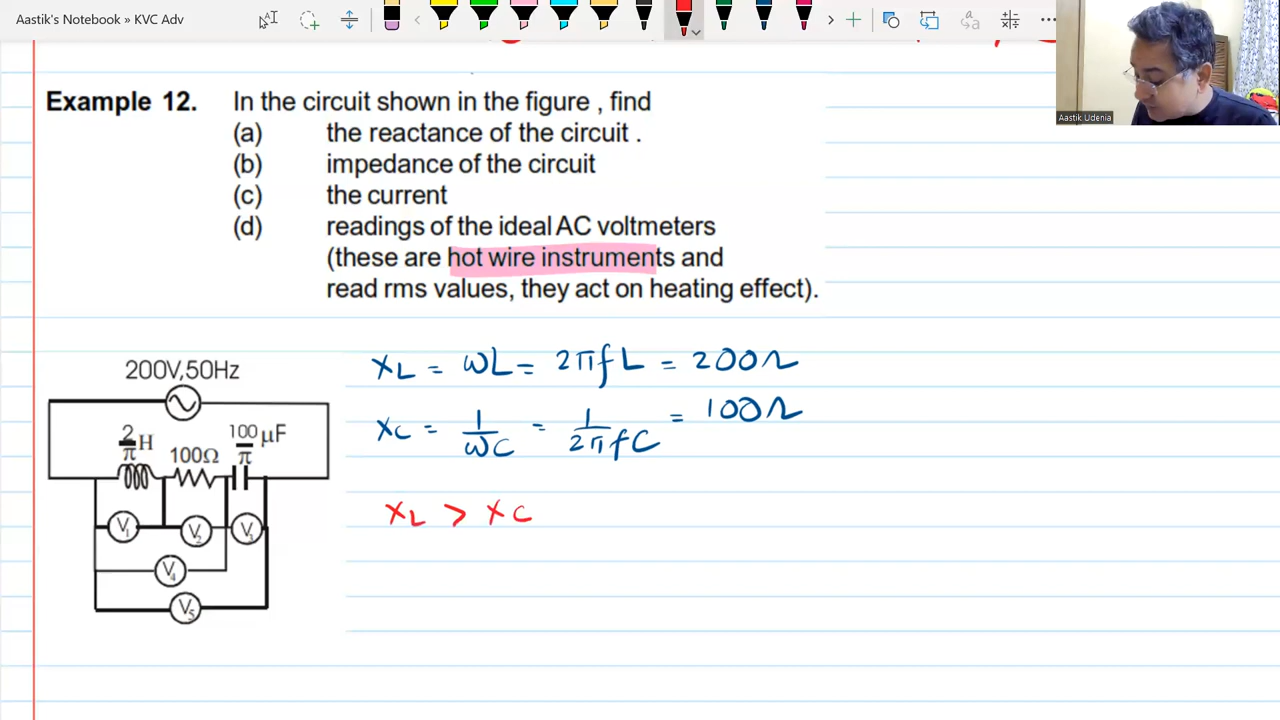 Aastik's Notebook » KVC Adv
Aastik Udenia
Example 12. In the circuit shown in the figure , find
(a) the reactance of the circuit .
(b) impedance of the circuit
(c) the current
(d) readings of the ideal AC voltmeters
(these are hot wire instruments and
read rms values, they act on heating effect).
200V,50Hz
2/π H
100Ω
100/π μF
V1
V2
V3
V4
V5
XL = ωL = 2πfL = 200Ω
XC = 1/ωC = 1/2πfC = 100Ω
XL > XC